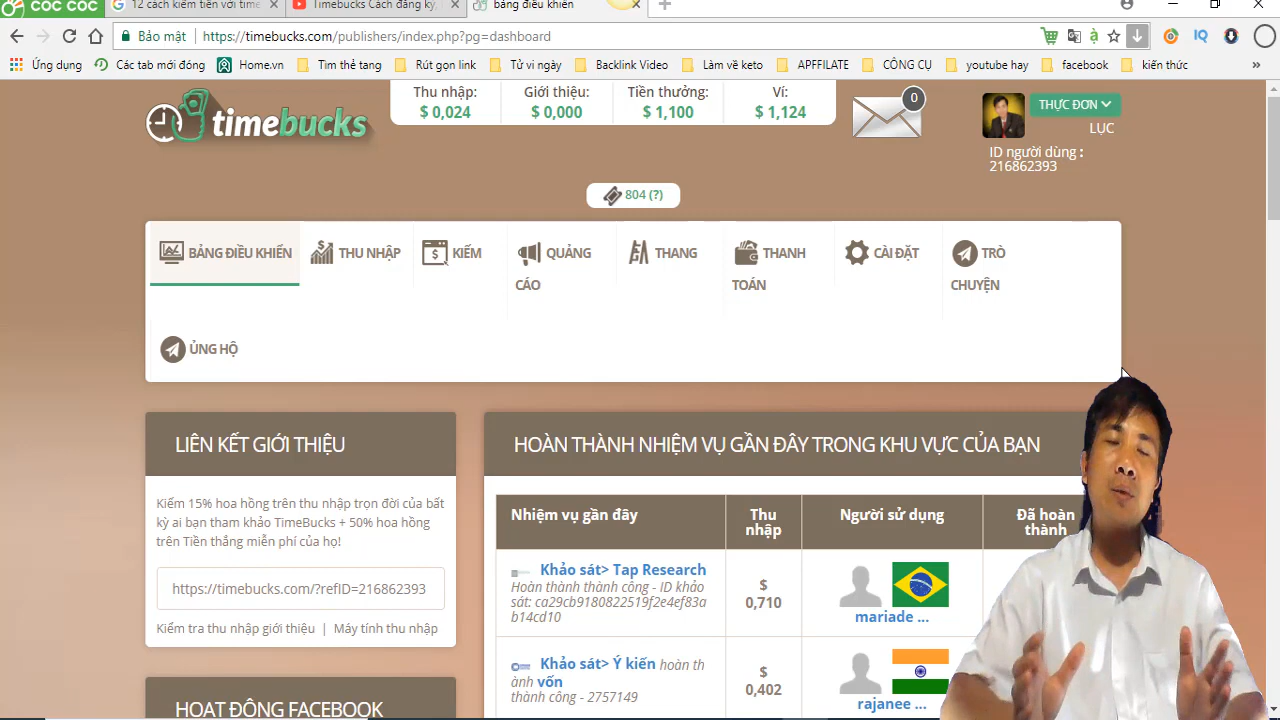 CỐC CỐC
12 cách kiếm tiền với time
Timebucks Cách đăng ký,
bảng điều khiển
Bảo mật
https://timebucks.com/publishers/index.php?pg=dashboard
Ứng dụng
Các tab mới đóng
Home.vn
Tìm thẻ tang
Rút gọn link
Tử vi ngày
Backlink Video
Làm về keto
APFFILATE
CÔNG CỤ
youtube hay
facebook
kiến thức
»
timebucks
Thu nhập:
$ 0,024
Giới thiệu:
$ 0,000
Tiền thưởng:
$ 1,100
Ví:
$ 1,124
0
THỰC ĐƠN
LỤC
ID người dùng :
216862393
804 (?)
BẢNG ĐIỀU KHIỂN
THU NHẬP
KIẾM
QUẢNG
CÁO
THANG
THANH
TOÁN
CÀI ĐẶT
TRÒ
CHUYỆN
ỦNG HỘ
LIÊN KẾT GIỚI THIỆU
Kiếm 15% hoa hồng trên thu nhập trọn đời của bất
kỳ ai bạn tham khảo TimeBucks + 50% hoa hồng
trên Tiền thắng miễn phí của họ!
https://timebucks.com/?refID=216862393
Kiểm tra thu nhập giới thiệu | Máy tính thu nhập
HOẠT ĐỘNG FACEBOOK
HOÀN THÀNH NHIỆM VỤ GẦN ĐÂY TRONG KHU VỰC CỦA BẠN
Nhiệm vụ gần đây
Thu
nhập
Người sử dụng
Đã hoàn
thành
Khảo sát> Tap Research
Hoàn thành thành công - ID khảo
sát: ca29cb9180822519f2e4ef83a
b14cd10
$
0,710
mariade ...
Khảo sát> Ý kiến hoàn th
ành vốn
thành công - 2757149
$
0,402
rajanee ...